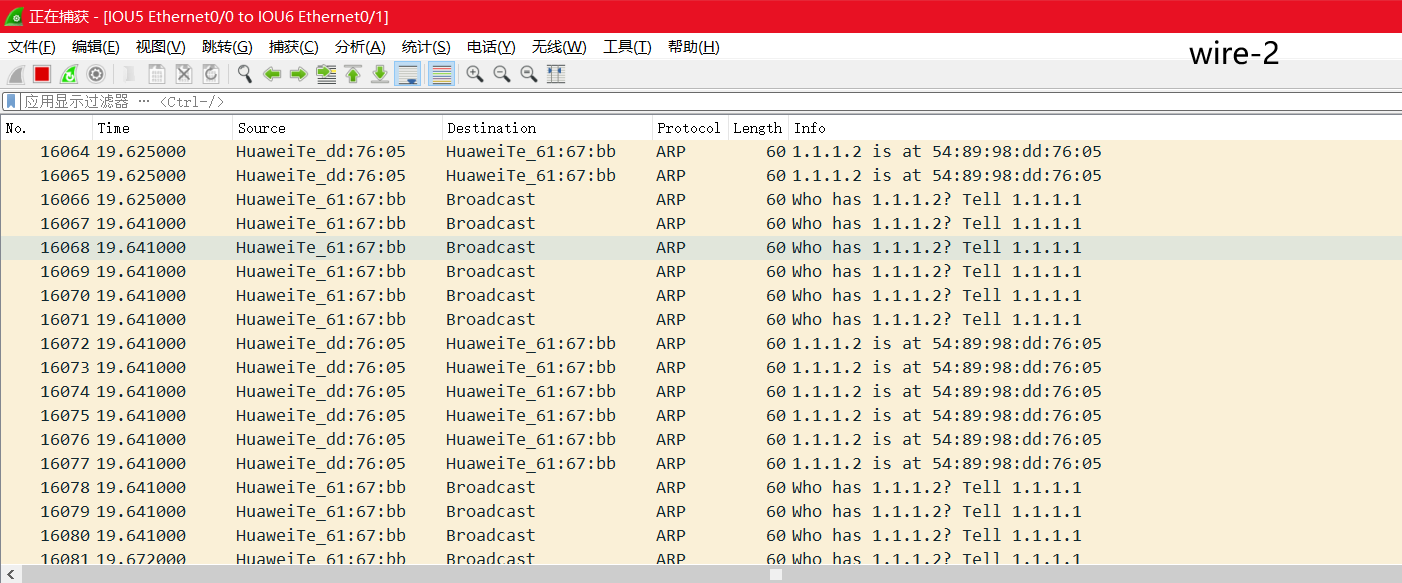 正在捕获 - [IOU5 Ethernet0/0 to IOU6 Ethernet0/1]
文件(F) 编辑(E) 视图(V) 跳转(G) 捕获(C) 分析(A) 统计(S) 电话(Y) 无线(W) 工具(T) 帮助(H)
wire-2
应用显示过滤器 … <Ctrl-/>
No. Time Source Destination Protocol Length Info
16064 19.625000 HuaweiTe_dd:76:05 HuaweiTe_61:67:bb ARP 60 1.1.1.2 is at 54:89:98:dd:76:05
16065 19.625000 HuaweiTe_dd:76:05 HuaweiTe_61:67:bb ARP 60 1.1.1.2 is at 54:89:98:dd:76:05
16066 19.625000 HuaweiTe_61:67:bb Broadcast ARP 60 Who has 1.1.1.2? Tell 1.1.1.1
16067 19.641000 HuaweiTe_61:67:bb Broadcast ARP 60 Who has 1.1.1.2? Tell 1.1.1.1
16068 19.641000 HuaweiTe_61:67:bb Broadcast ARP 60 Who has 1.1.1.2? Tell 1.1.1.1
16069 19.641000 HuaweiTe_61:67:bb Broadcast ARP 60 Who has 1.1.1.2? Tell 1.1.1.1
16070 19.641000 HuaweiTe_61:67:bb Broadcast ARP 60 Who has 1.1.1.2? Tell 1.1.1.1
16071 19.641000 HuaweiTe_61:67:bb Broadcast ARP 60 Who has 1.1.1.2? Tell 1.1.1.1
16072 19.641000 HuaweiTe_dd:76:05 HuaweiTe_61:67:bb ARP 60 1.1.1.2 is at 54:89:98:dd:76:05
16073 19.641000 HuaweiTe_dd:76:05 HuaweiTe_61:67:bb ARP 60 1.1.1.2 is at 54:89:98:dd:76:05
16074 19.641000 HuaweiTe_dd:76:05 HuaweiTe_61:67:bb ARP 60 1.1.1.2 is at 54:89:98:dd:76:05
16075 19.641000 HuaweiTe_dd:76:05 HuaweiTe_61:67:bb ARP 60 1.1.1.2 is at 54:89:98:dd:76:05
16076 19.641000 HuaweiTe_dd:76:05 HuaweiTe_61:67:bb ARP 60 1.1.1.2 is at 54:89:98:dd:76:05
16077 19.641000 HuaweiTe_dd:76:05 HuaweiTe_61:67:bb ARP 60 1.1.1.2 is at 54:89:98:dd:76:05
16078 19.641000 HuaweiTe_61:67:bb Broadcast ARP 60 Who has 1.1.1.2? Tell 1.1.1.1
16079 19.641000 HuaweiTe_61:67:bb Broadcast ARP 60 Who has 1.1.1.2? Tell 1.1.1.1
16080 19.641000 HuaweiTe_61:67:bb Broadcast ARP 60 Who has 1.1.1.2? Tell 1.1.1.1
16081 19.672000 HuaweiTe_61:67:bb Broadcast ARP 60 Who has 1.1.1.2? Tell 1.1.1.1